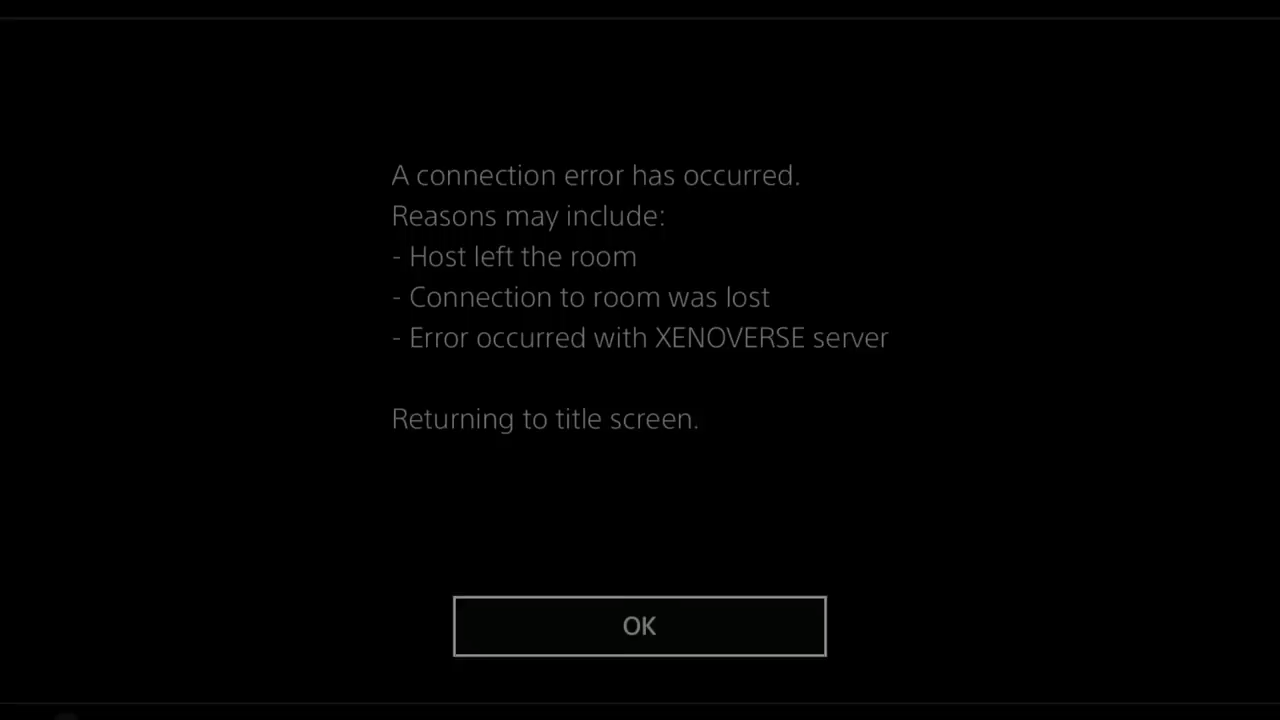 A connection error has occurred.
Reasons may include:
- Host left the room
- Connection to room was lost
- Error occurred with XENOVERSE server
Returning to title screen.
OK